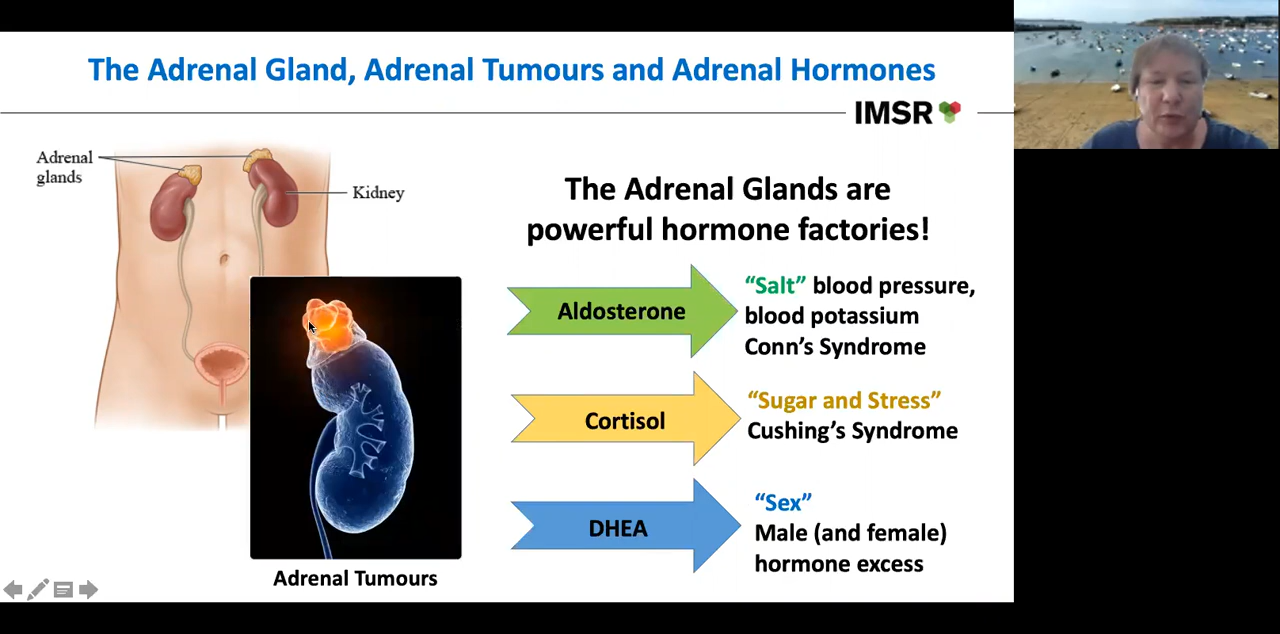 The Adrenal Gland, Adrenal Tumours and Adrenal Hormones
IMSR
Adrenal
glands
Kidney
The Adrenal Glands are
powerful hormone factories!
Aldosterone
“Salt” blood pressure,
blood potassium
Conn’s Syndrome
Cortisol
“Sugar and Stress”
Cushing’s Syndrome
DHEA
“Sex”
Male (and female)
hormone excess
Adrenal Tumours